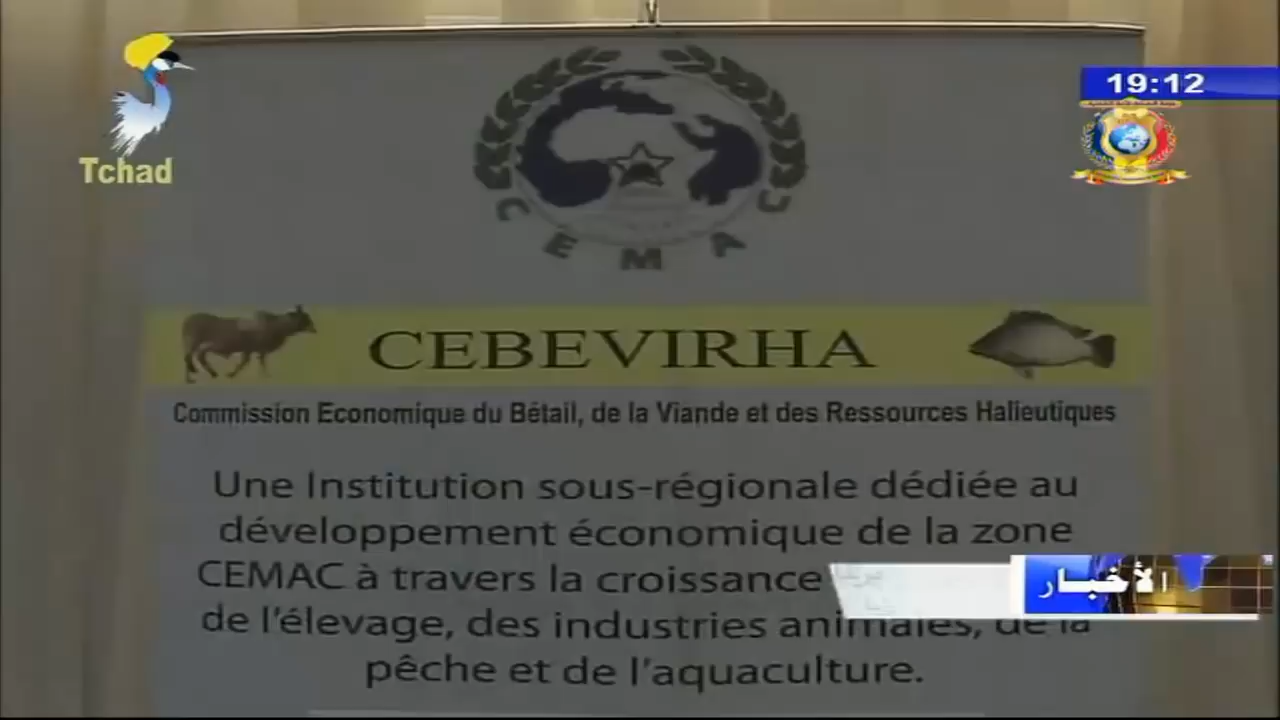 19:12
Tchad
CEMAC
CEBEVIRHA
Commission Economique du Bétail, de la Viande et des Ressources Halieutiques
Une Institution sous-régionale dédiée au
développement économique de la zone
CEMAC à travers la croissance
de l'élevage, des industries animales, de la
pêche et de l'aquaculture.
الأخبار